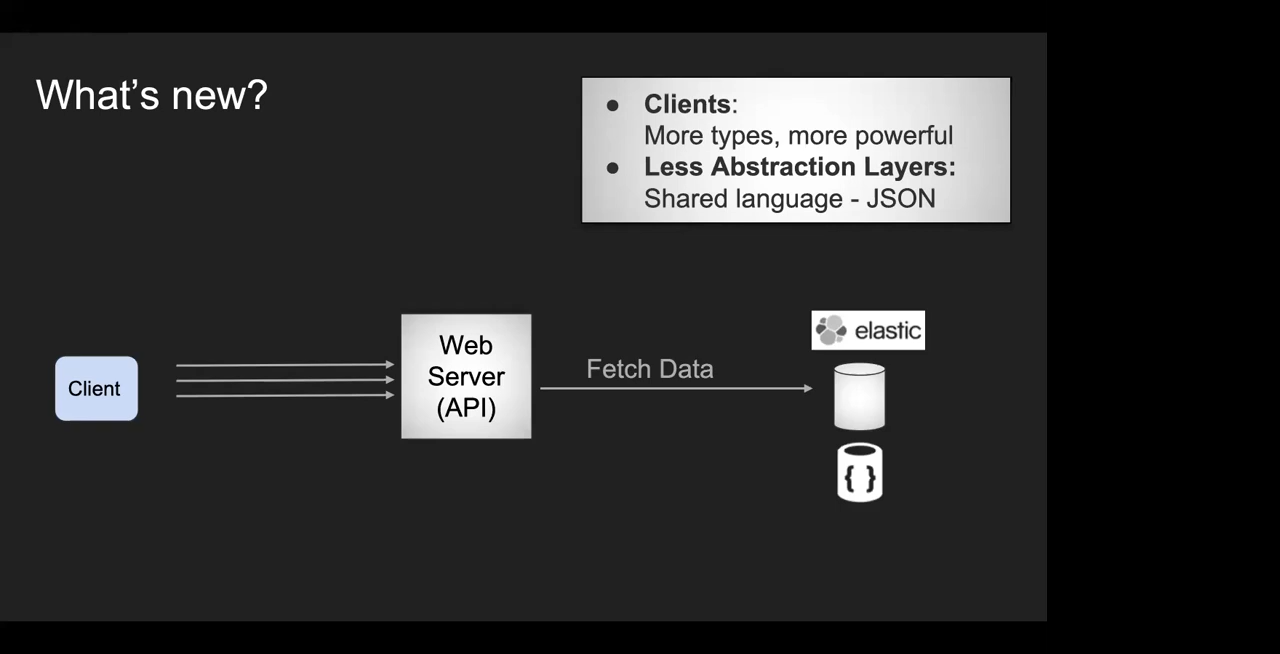 What's new?
● Clients:
More types, more powerful
● Less Abstraction Layers:
Shared language - JSON
Client
Web
Server
(API)
Fetch Data
elastic
{ }